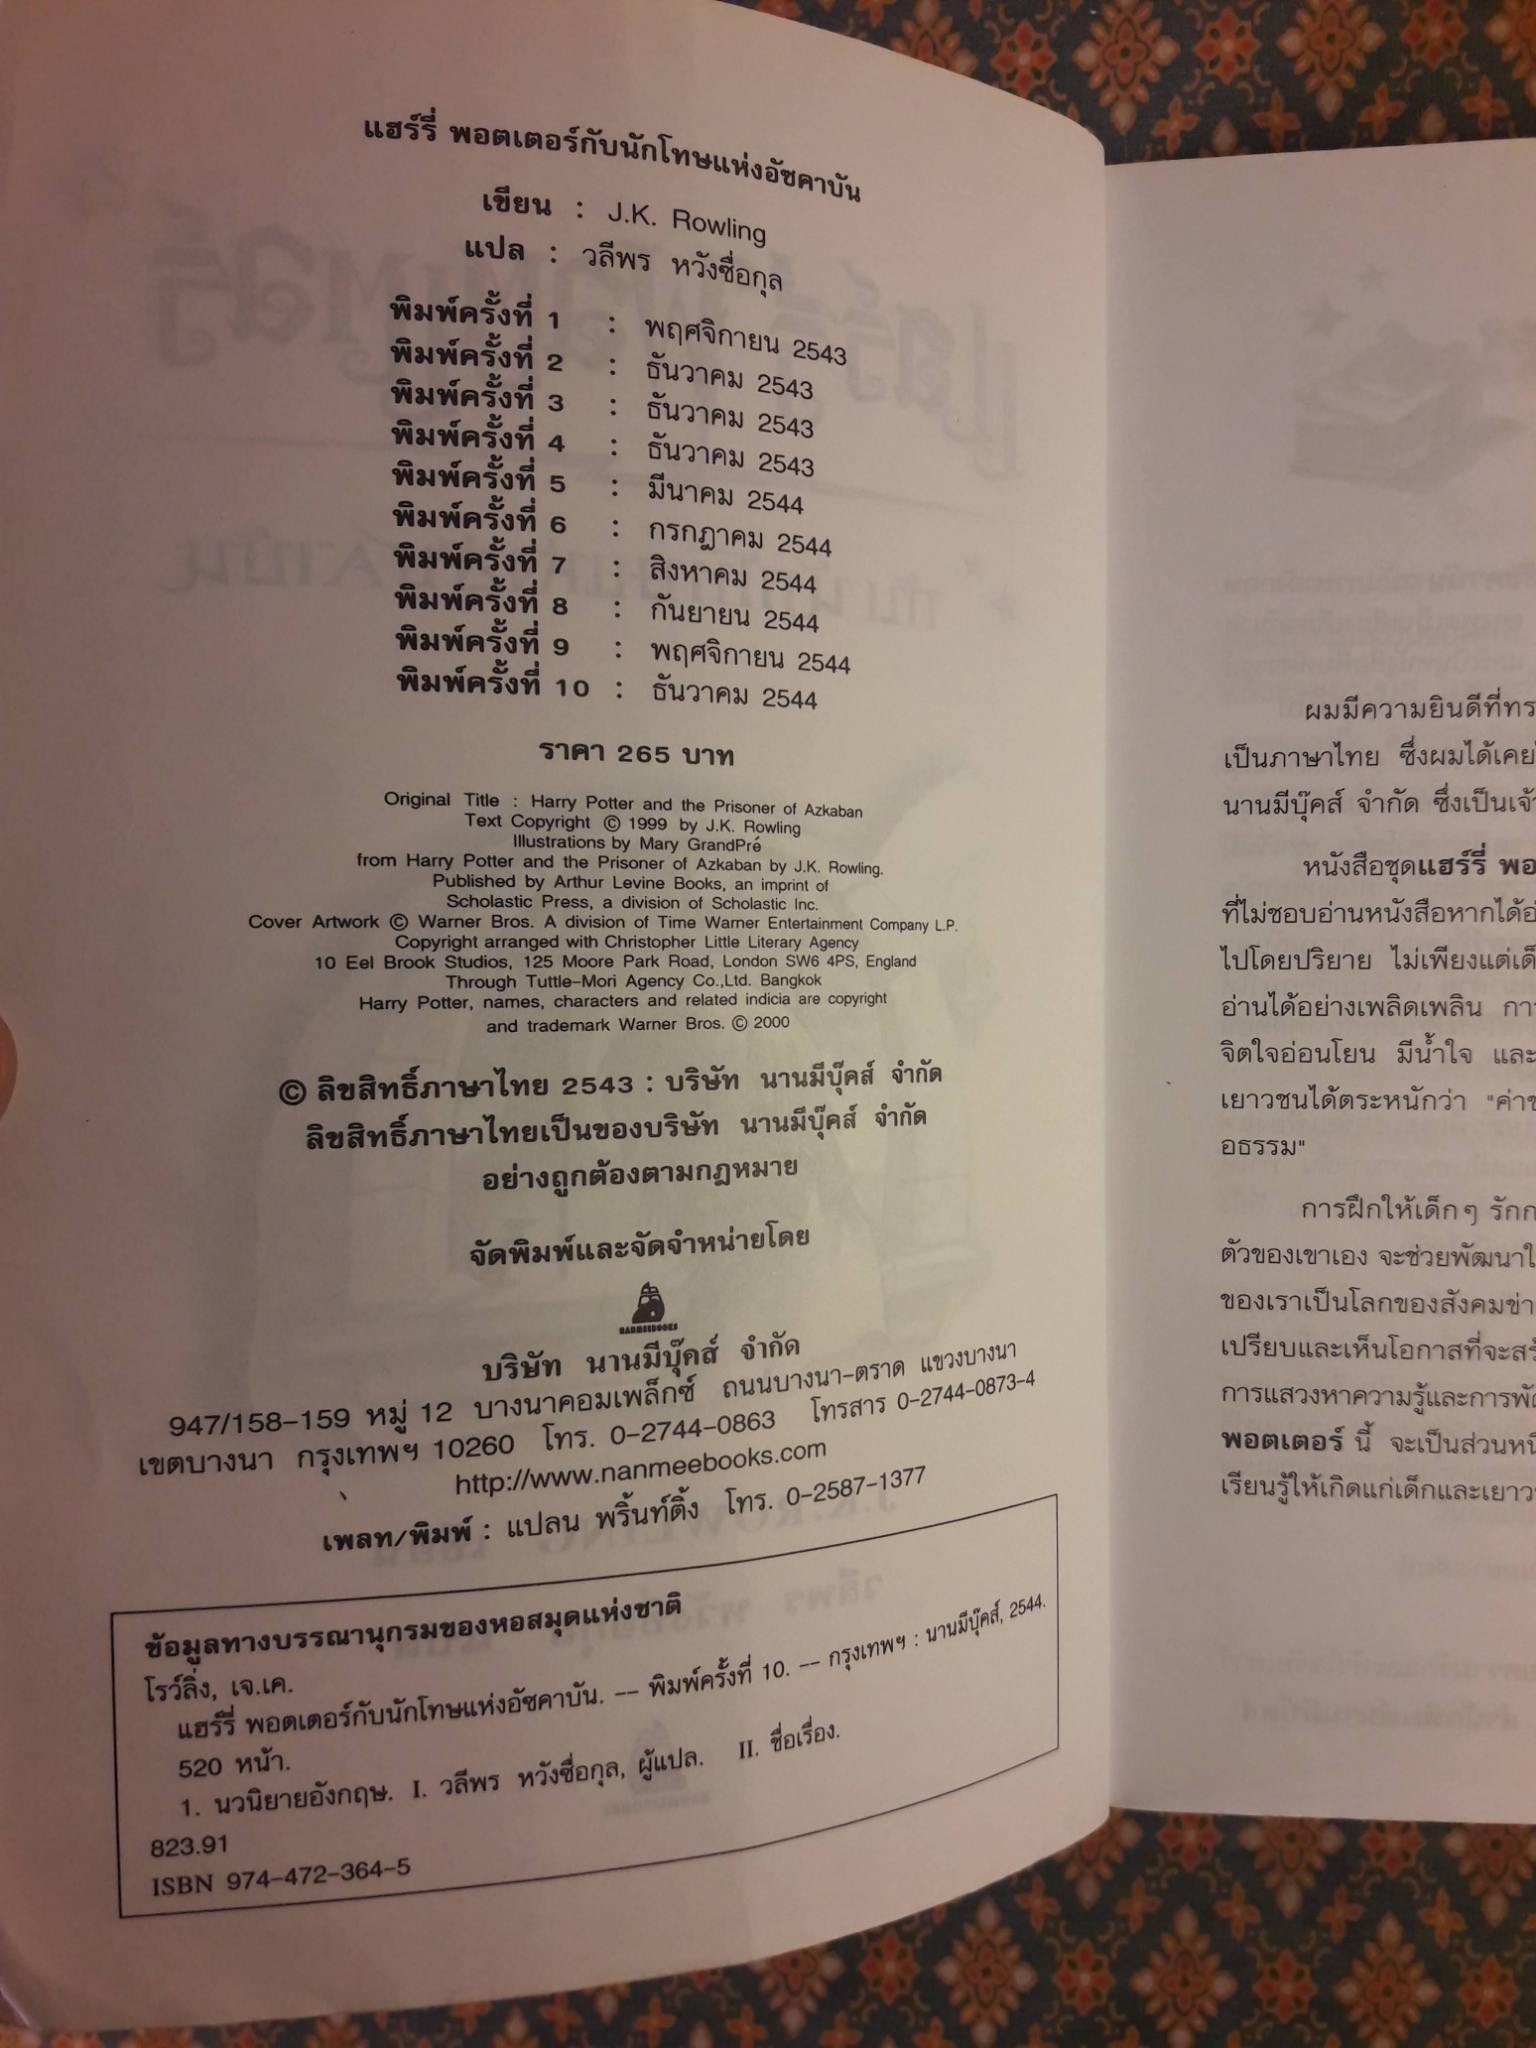 แฮร์รี่ พอตเตอร์กับนักโทษแห่งอัซคาบัน
เขียน : J.K. Rowling
แปล : วลีพร หวังซื่อกุล
พิมพ์ครั้งที่ 1 : พฤศจิกายน 2543
พิมพ์ครั้งที่ 2 : ธันวาคม 2543
พิมพ์ครั้งที่ 3 : ธันวาคม 2543
พิมพ์ครั้งที่ 4 : ธันวาคม 2543
พิมพ์ครั้งที่ 5 : มีนาคม 2544
พิมพ์ครั้งที่ 6 : กรกฎาคม 2544
พิมพ์ครั้งที่ 7 : สิงหาคม 2544
พิมพ์ครั้งที่ 8 : กันยายน 2544
พิมพ์ครั้งที่ 9 : พฤศจิกายน 2544
พิมพ์ครั้งที่ 10 : ธันวาคม 2544
ราคา 265 บาท
Original Title : Harry Potter and the Prisoner of Azkaban
Text Copyright © 1999 by J.K. Rowling
Illustrations by Mary GrandPré
from Harry Potter and the Prisoner of Azkaban by J.K. Rowling.
Published by Arthur Levine Books, an imprint of
Scholastic Press, a division of Scholastic Inc.
Cover Artwork © Warner Bros. A division of Time Warner Entertainment Company L.P.
Copyright arranged with Christopher Little Literary Agency
10 Eel Brook Studios, 125 Moore Park Road, London SW6 4PS, England
Through Tuttle-Mori Agency Co.,Ltd. Bangkok
Harry Potter, names, characters and related indicia are copyright
and trademark Warner Bros. © 2000
© ลิขสิทธิ์ภาษาไทย 2543 : บริษัท นานมีบุ๊คส์ จำกัด
ลิขสิทธิ์ภาษาไทยเป็นของบริษัท นานมีบุ๊คส์ จำกัด
อย่างถูกต้องตามกฎหมาย
จัดพิมพ์และจัดจำหน่ายโดย
NANMEEBOOKS
บริษัท นานมีบุ๊คส์ จำกัด
947/158-159 หมู่ 12 บางนาคอมเพล็กซ์ ถนนบางนา-ตราด แขวงบางนา
เขตบางนา กรุงเทพฯ 10260 โทร. 0-2744-0863 โทรสาร 0-2744-0873-4
http://www.nanmeebooks.com
เพลท/พิมพ์ : แปลน พริ้นท์ติ้ง โทร. 0-2587-1377
ข้อมูลทางบรรณานุกรมของหอสมุดแห่งชาติ
โรว์ลิ่ง, เจ.เค.
แฮร์รี่ พอตเตอร์กับนักโทษแห่งอัซคาบัน. -- พิมพ์ครั้งที่ 10. -- กรุงเทพฯ : นานมีบุ๊คส์, 2544.
520 หน้า.
1. นวนิยายอังกฤษ. I. วลีพร หวังซื่อกุล, ผู้แปล. II. ชื่อเรื่อง.
823.91
ISBN 974-472-364-5
ผมมีความยินดีที่ทร
เป็นภาษาไทย ซึ่งผมได้เคย
นานมีบุ๊คส์ จำกัด ซึ่งเป็นเจ้า
หนังสือชุดแฮร์รี่ พอ
ที่ไม่ชอบอ่านหนังสือหากได้อ่
ไปโดยปริยาย ไม่เพียงแต่เด็
อ่านได้อย่างเพลิดเพลิน กา
จิตใจอ่อนโยน มีน้ำใจ และ
เยาวชนได้ตระหนักว่า "ค่า
อธรรม"
การฝึกให้เด็กๆ รัก
ตัวของเขาเอง จะช่วยพัฒนา
ของเราเป็นโลกของสังคมข่า
เปรียบและเห็นโอกาสที่จะสร้
การแสวงหาความรู้และการพั
พอตเตอร์ นี้ จะเป็นส่วนหนึ่
เรียนรู้ให้เกิดแก่เด็กและเยาว